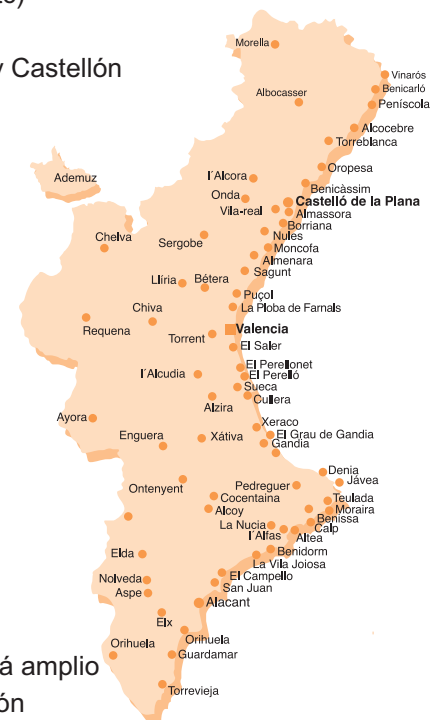 y Castellón
Morella
Vinarós
Benicarló
Albocasser
Peníscola
Alcocebre
Torreblanca
Ademuz
Oropesa
l´Alcora
Benicàssim
Onda
Castelló de la Plana
Vila-real
Almassora
Borriana
Chelva
Nules
Sergobe
Moncofa
Almenara
Sagunt
Llíria
Bétera
Puçol
Chiva
La Ploba de Farnals
Requena
Valencia
Torrent
El Saler
El Perellonet
l´Alcudia
El Perelló
Sueca
Alzira
Cullera
Ayora
Xeraco
Enguera
Xátiva
El Grau de Gandia
Gandia
Denia
Jávea
Ontenyent
Pedreguer
Cocentaina
Teulada
Alcoy
Moraira
La Nucia
Benissa
l´Alfas
Calp
Altea
Elda
Benidorm
La Vila Joiosa
Nolveda
El Campello
Aspe
San Juan
Alacant
Elx
Orihuela
Orihuela
Guardamar
á amplio
Torrevieja
ón